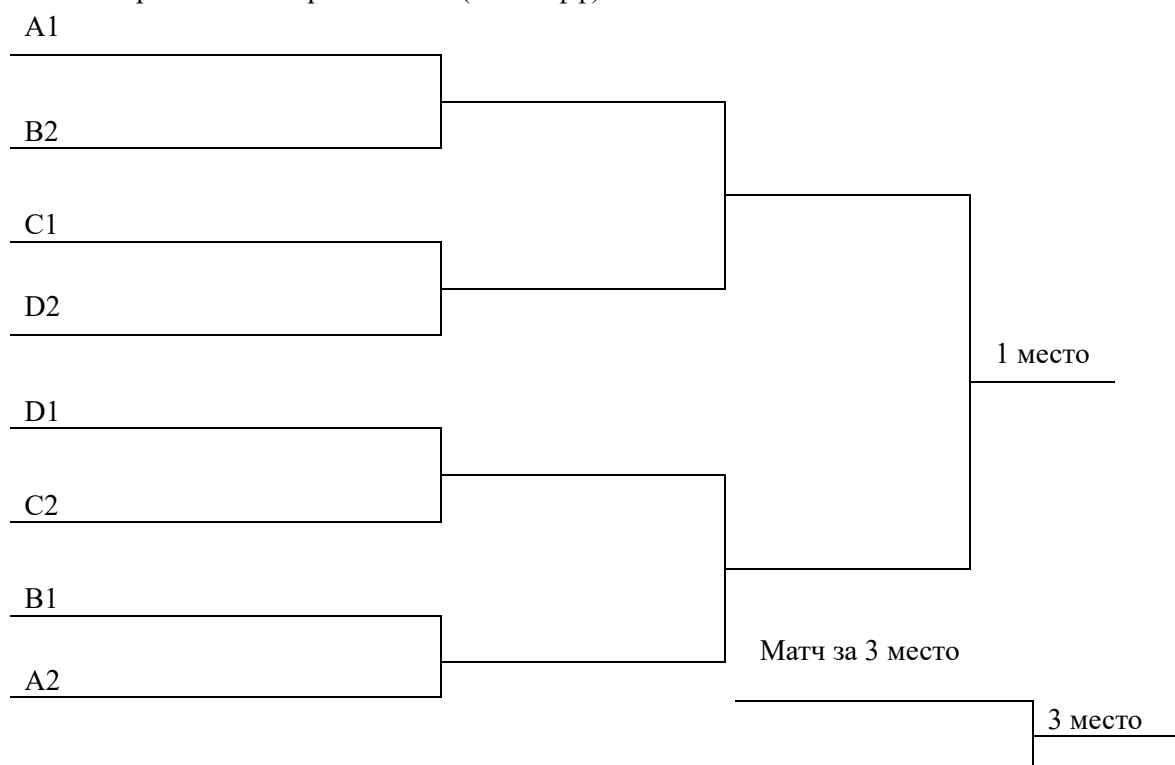 A1
B2
C1
D2
1 место
D1
C2
B1
Матч за 3 место
A2
3 место